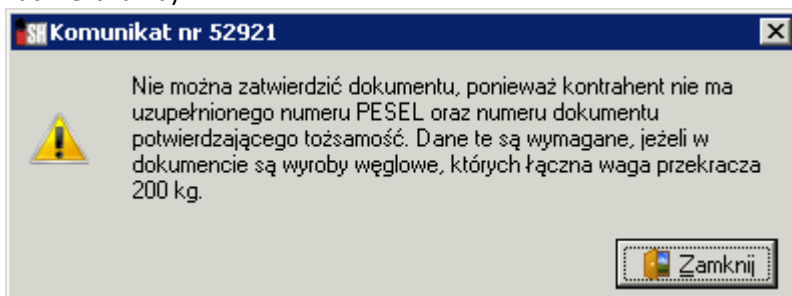 SH Komunikat nr 52921
Nie można zatwierdzić dokumentu, ponieważ kontrahent nie ma
uzupełnionego numeru PESEL oraz numeru dokumentu
potwierdzającego tożsamość. Dane te są wymagane, jeżeli w
dokumencie są wyroby węglowe, których łączna waga przekracza
200 kg.
Zamknij